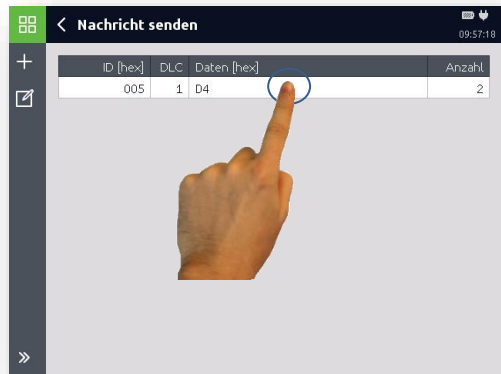 Nachricht senden
09:57:18
ID [hex] DLC Daten [hex] Anzahl
005 1 D4 2